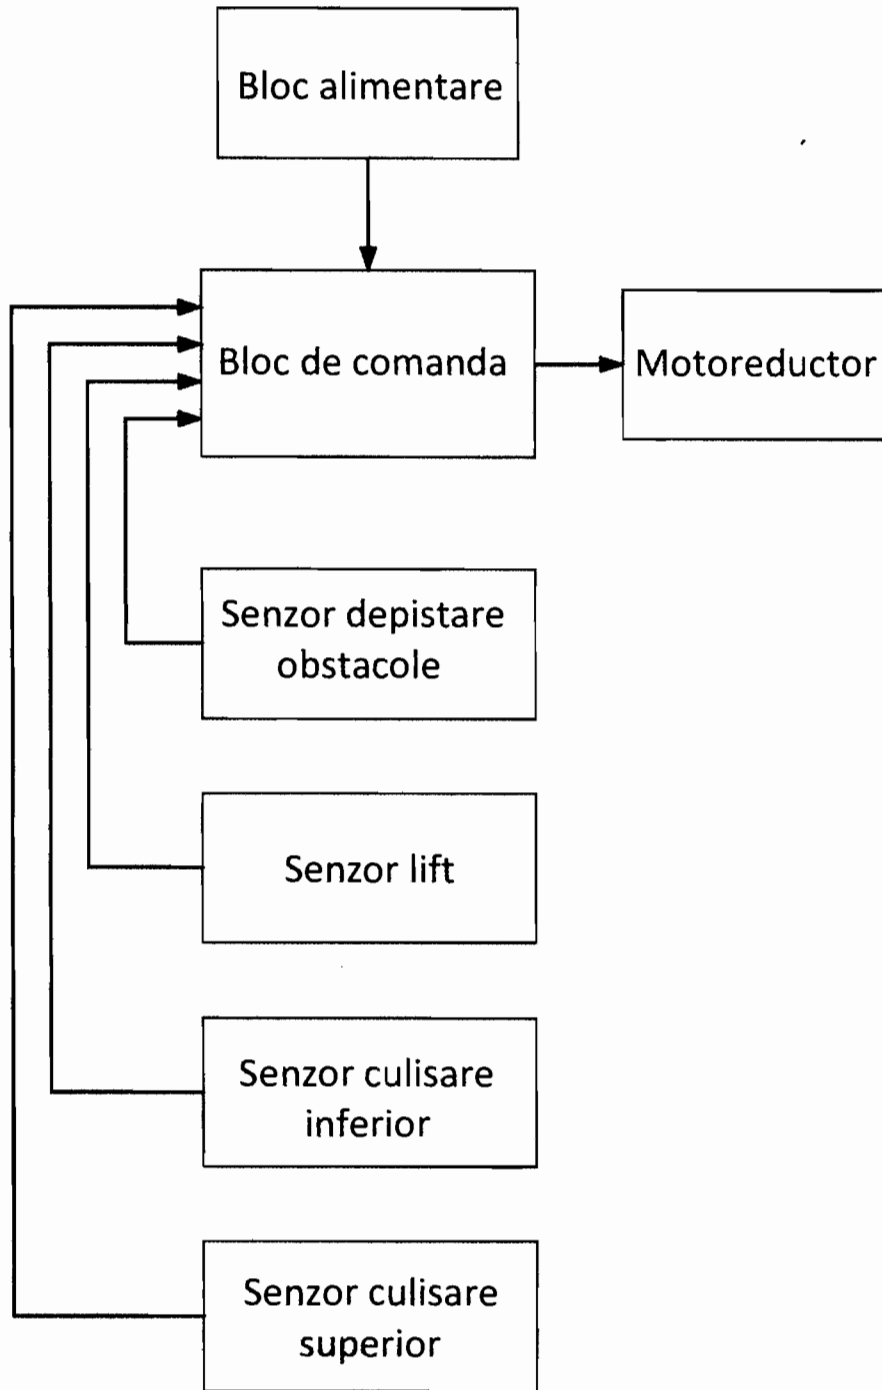 Bloc alimentare
Bloc de comanda
Motoreductor
Senzor depistare
obstacole
Senzor lift
Senzor culisare
inferior
Senzor culisare
superior